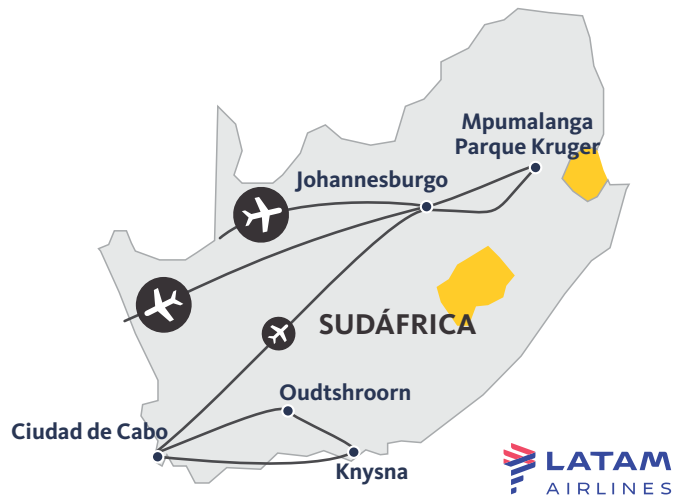 Mpumalanga
Parque Kruger
Johannesburgo
SUDÁFRICA
Oudtshroorn
Ciudad de Cabo
Knysna
LATAM
AIRLINES